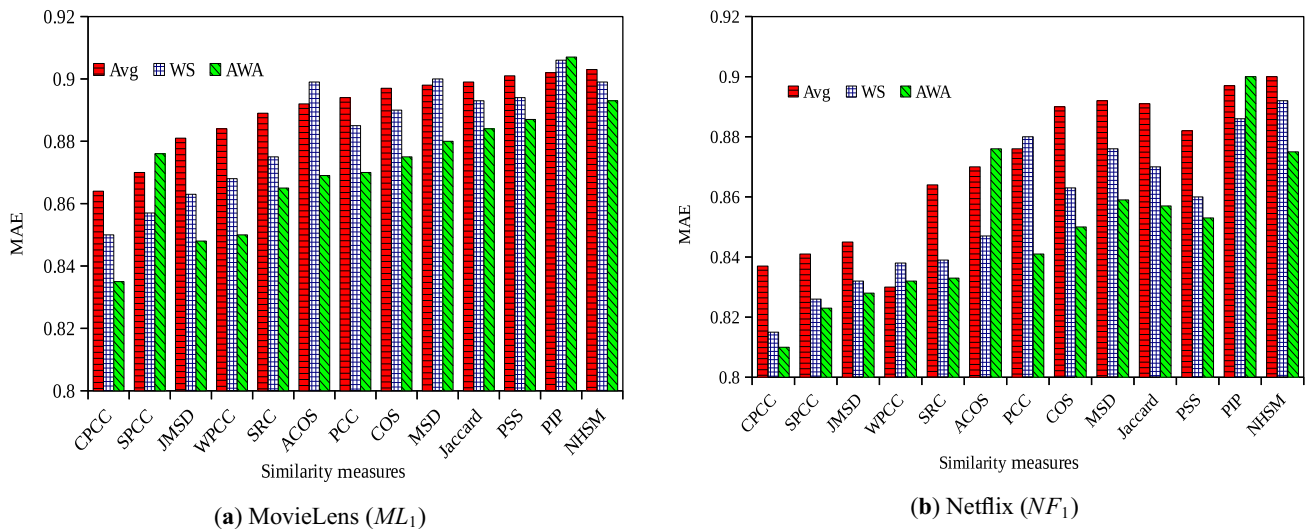 0.92
0.9
0.88
0.86
0.84
0.82
0.8
MAE
Avg WS AWA
CPCC SPCC JMSD WPCC SRC ACOS PCC COS MSD Jaccard PSS PIP NHSM
Similarity measures
(a) MovieLens (ML₁)
0.92
0.9
0.88
0.86
0.84
0.82
0.8
MAE
Avg WS AWA
CPCC SPCC JMSD WPCC SRC ACOS PCC COS MSD Jaccard PSS PIP NHSM
Similarity measures
(b) Netflix (NF₁)